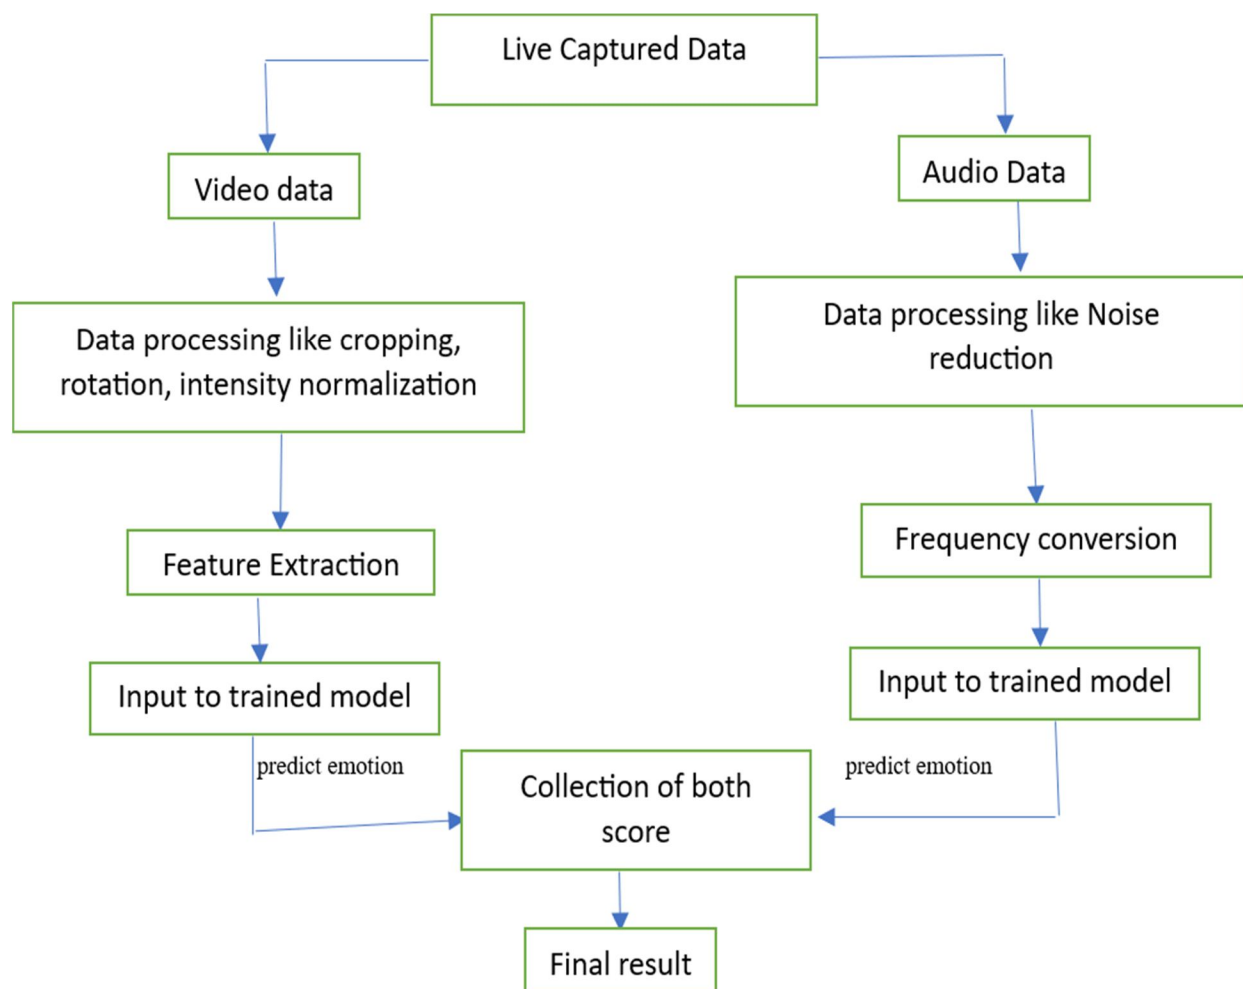 Live Captured Data
Video data
Audio Data
Data processing like cropping,
rotation, intensity normalization
Data processing like Noise
reduction
Feature Extraction
Frequency conversion
Input to trained model
Input to trained model
predict emotion
predict emotion
Collection of both
score
Final result